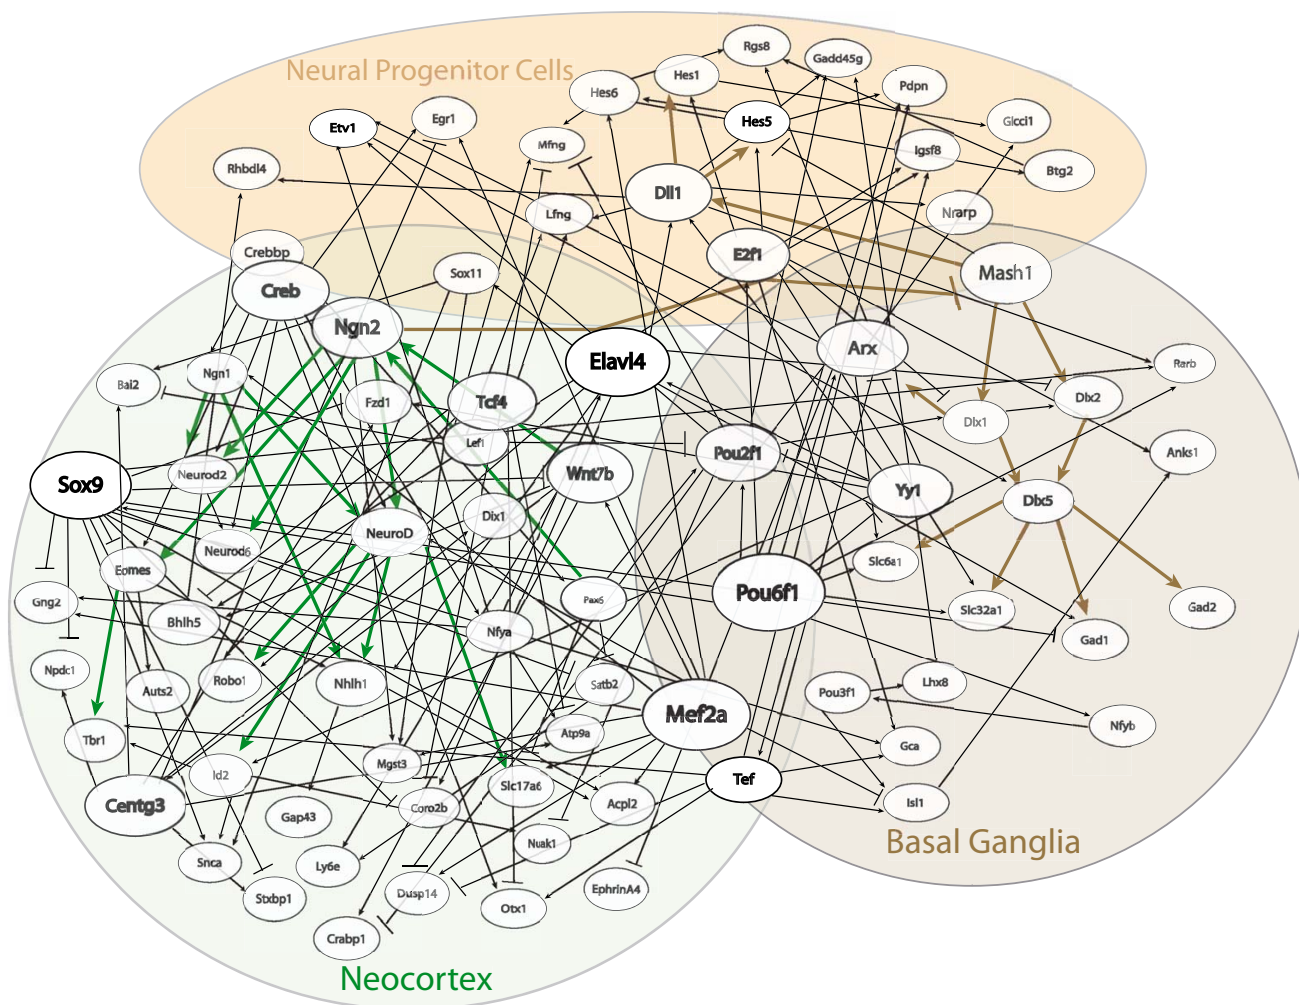 Neural Progenitor Cells
Rgs8
Gadd45g
Hes1
Hes6
Pdpn
Hes5
Egr1
Etv1
Glcci1
Mfng
Igsf8
Btg2
Rhbdl4
Dll1
Lfng
Nrarp
Crebbp
E2f1
Sox11
Mash1
Creb
Ngn2
Elavl4
Arx
Rarb
Ngn1
Bai2
Fzd1
Tcf4
Dlx2
Dlx1
Lef1
Pou2f1
Anks1
Neurod2
Wnt7b
Sox9
Yy1
Dlx5
Dix1
NeuroD
Neurod6
Slc6a1
Eomes
Pou6f1
Pax6
Gng2
Slc32a1
Gad2
Bhlh5
Nfya
Gad1
Npdc1
Robo1
Nhlh1
Satb2
Lhx8
Auts2
Pou3f1
Mef2a
Nfyb
Tbr1
Atp9a
Gca
Mgst3
Id2
Tef
Slc17a6
Centg3
Coro2b
Acpl2
Isl1
Gap43
Basal Ganglia
Nuak1
Snca
Ly6e
EphrinA4
Dusp14
Stxbp1
Otx1
Crabp1
Neocortex